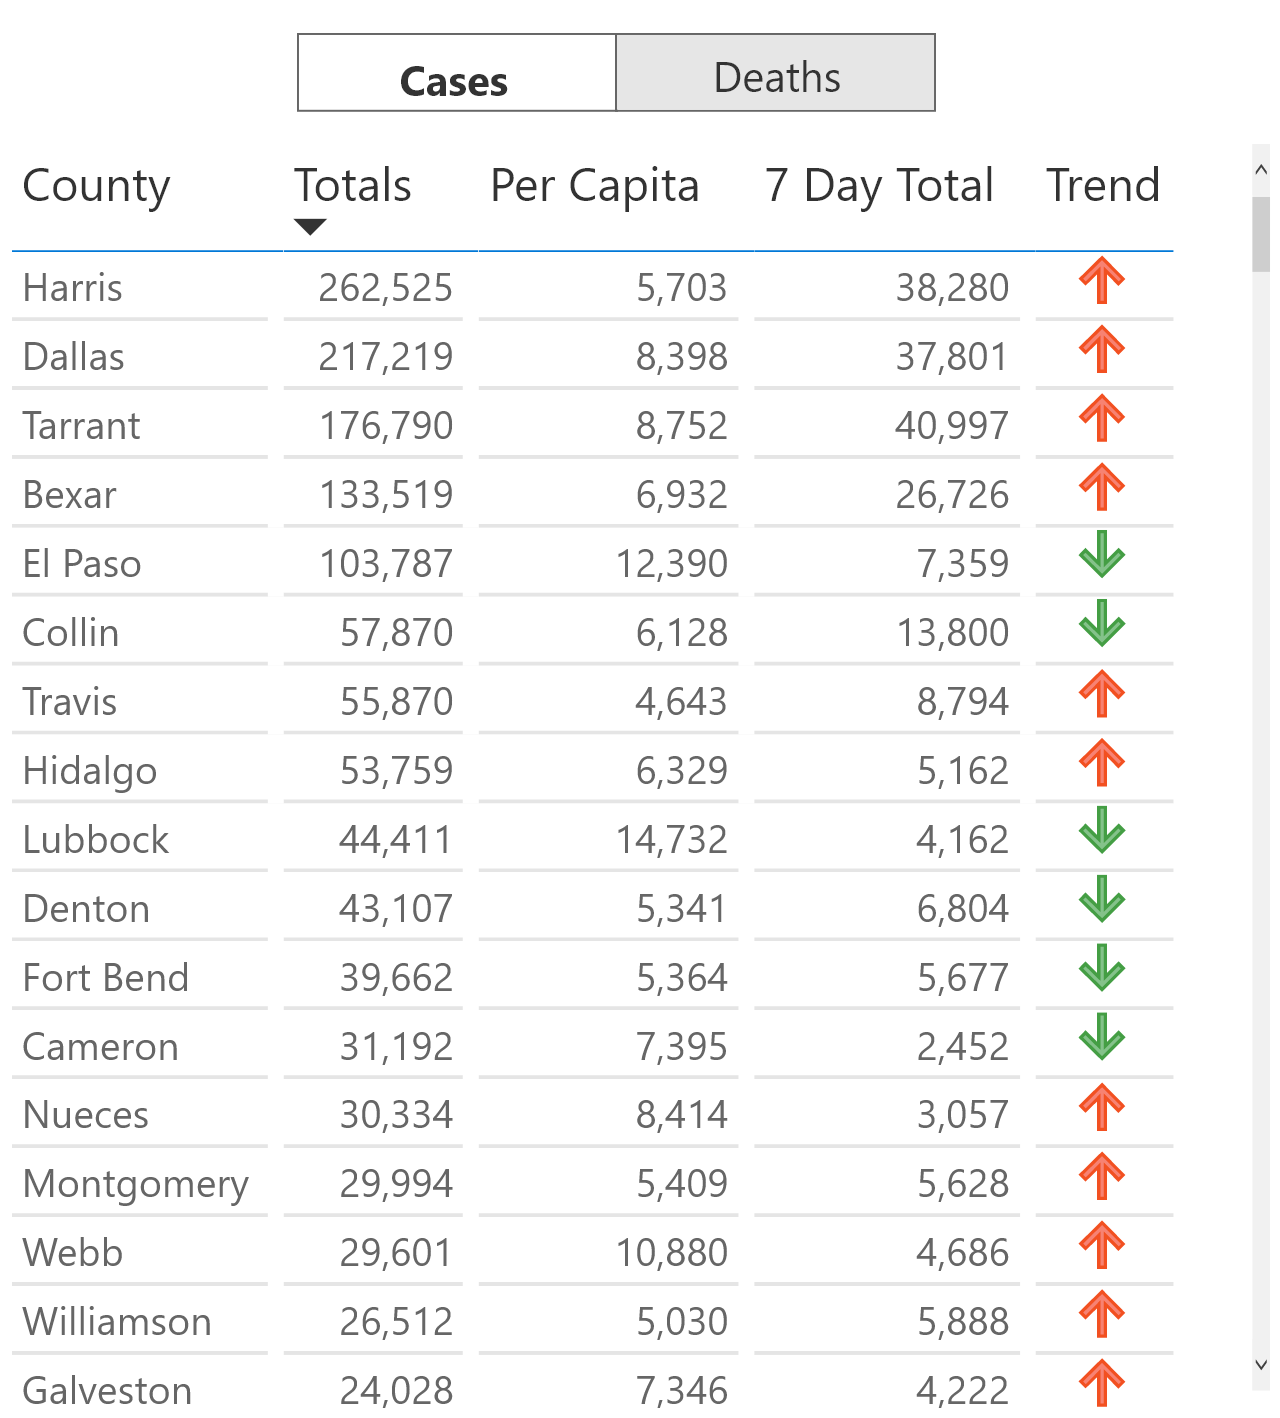 Cases Deaths
County Totals Per Capita 7 Day Total Trend
Harris 262,525 5,703 38,280
Dallas 217,219 8,398 37,801
Tarrant 176,790 8,752 40,997
Bexar 133,519 6,932 26,726
El Paso 103,787 12,390 7,359
Collin 57,870 6,128 13,800
Travis 55,870 4,643 8,794
Hidalgo 53,759 6,329 5,162
Lubbock 44,411 14,732 4,162
Denton 43,107 5,341 6,804
Fort Bend 39,662 5,364 5,677
Cameron 31,192 7,395 2,452
Nueces 30,334 8,414 3,057
Montgomery 29,994 5,409 5,628
Webb 29,601 10,880 4,686
Williamson 26,512 5,030 5,888
Galveston 24,028 7,346 4,222